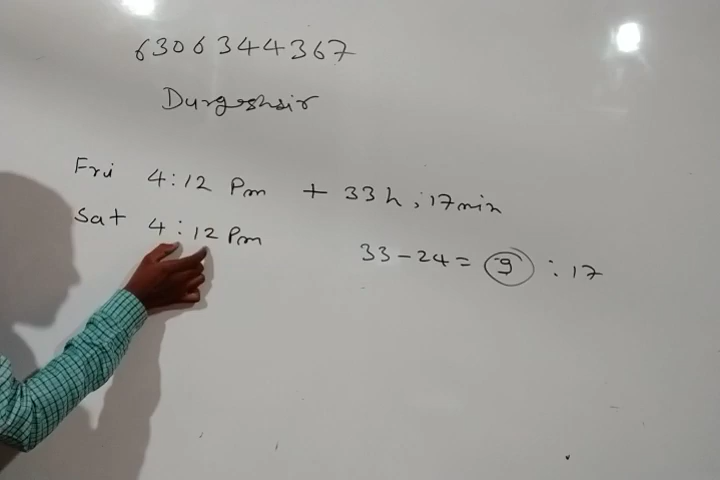 6306344367
Durgeshsir
Fri 4:12 Pm + 33h, 17min
Sat 4:12 Pm
33-24= 9 : 17